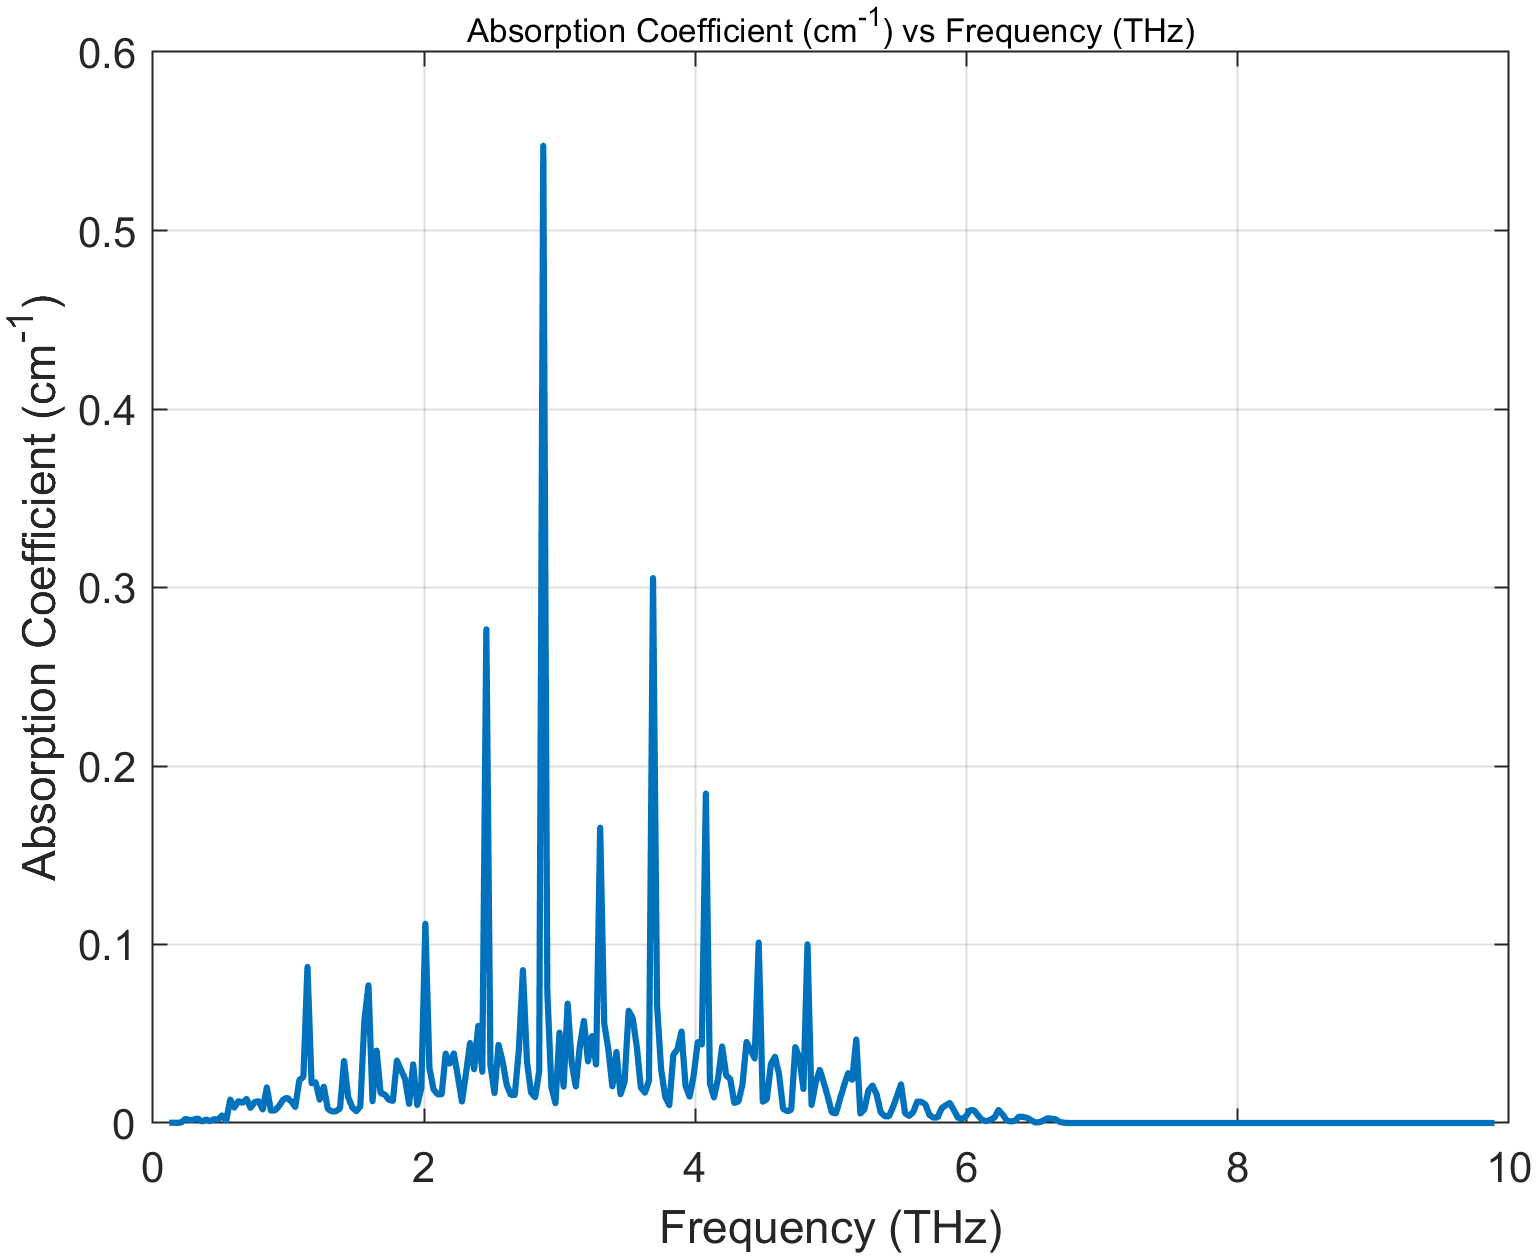 Absorption Coefficient (cm⁻¹) vs Frequency (THz)
0.6
0.5
0.4
0.3
0.2
0.1
0
Absorption Coefficient (cm⁻¹)
0 2 4 6 8 10
Frequency (THz)